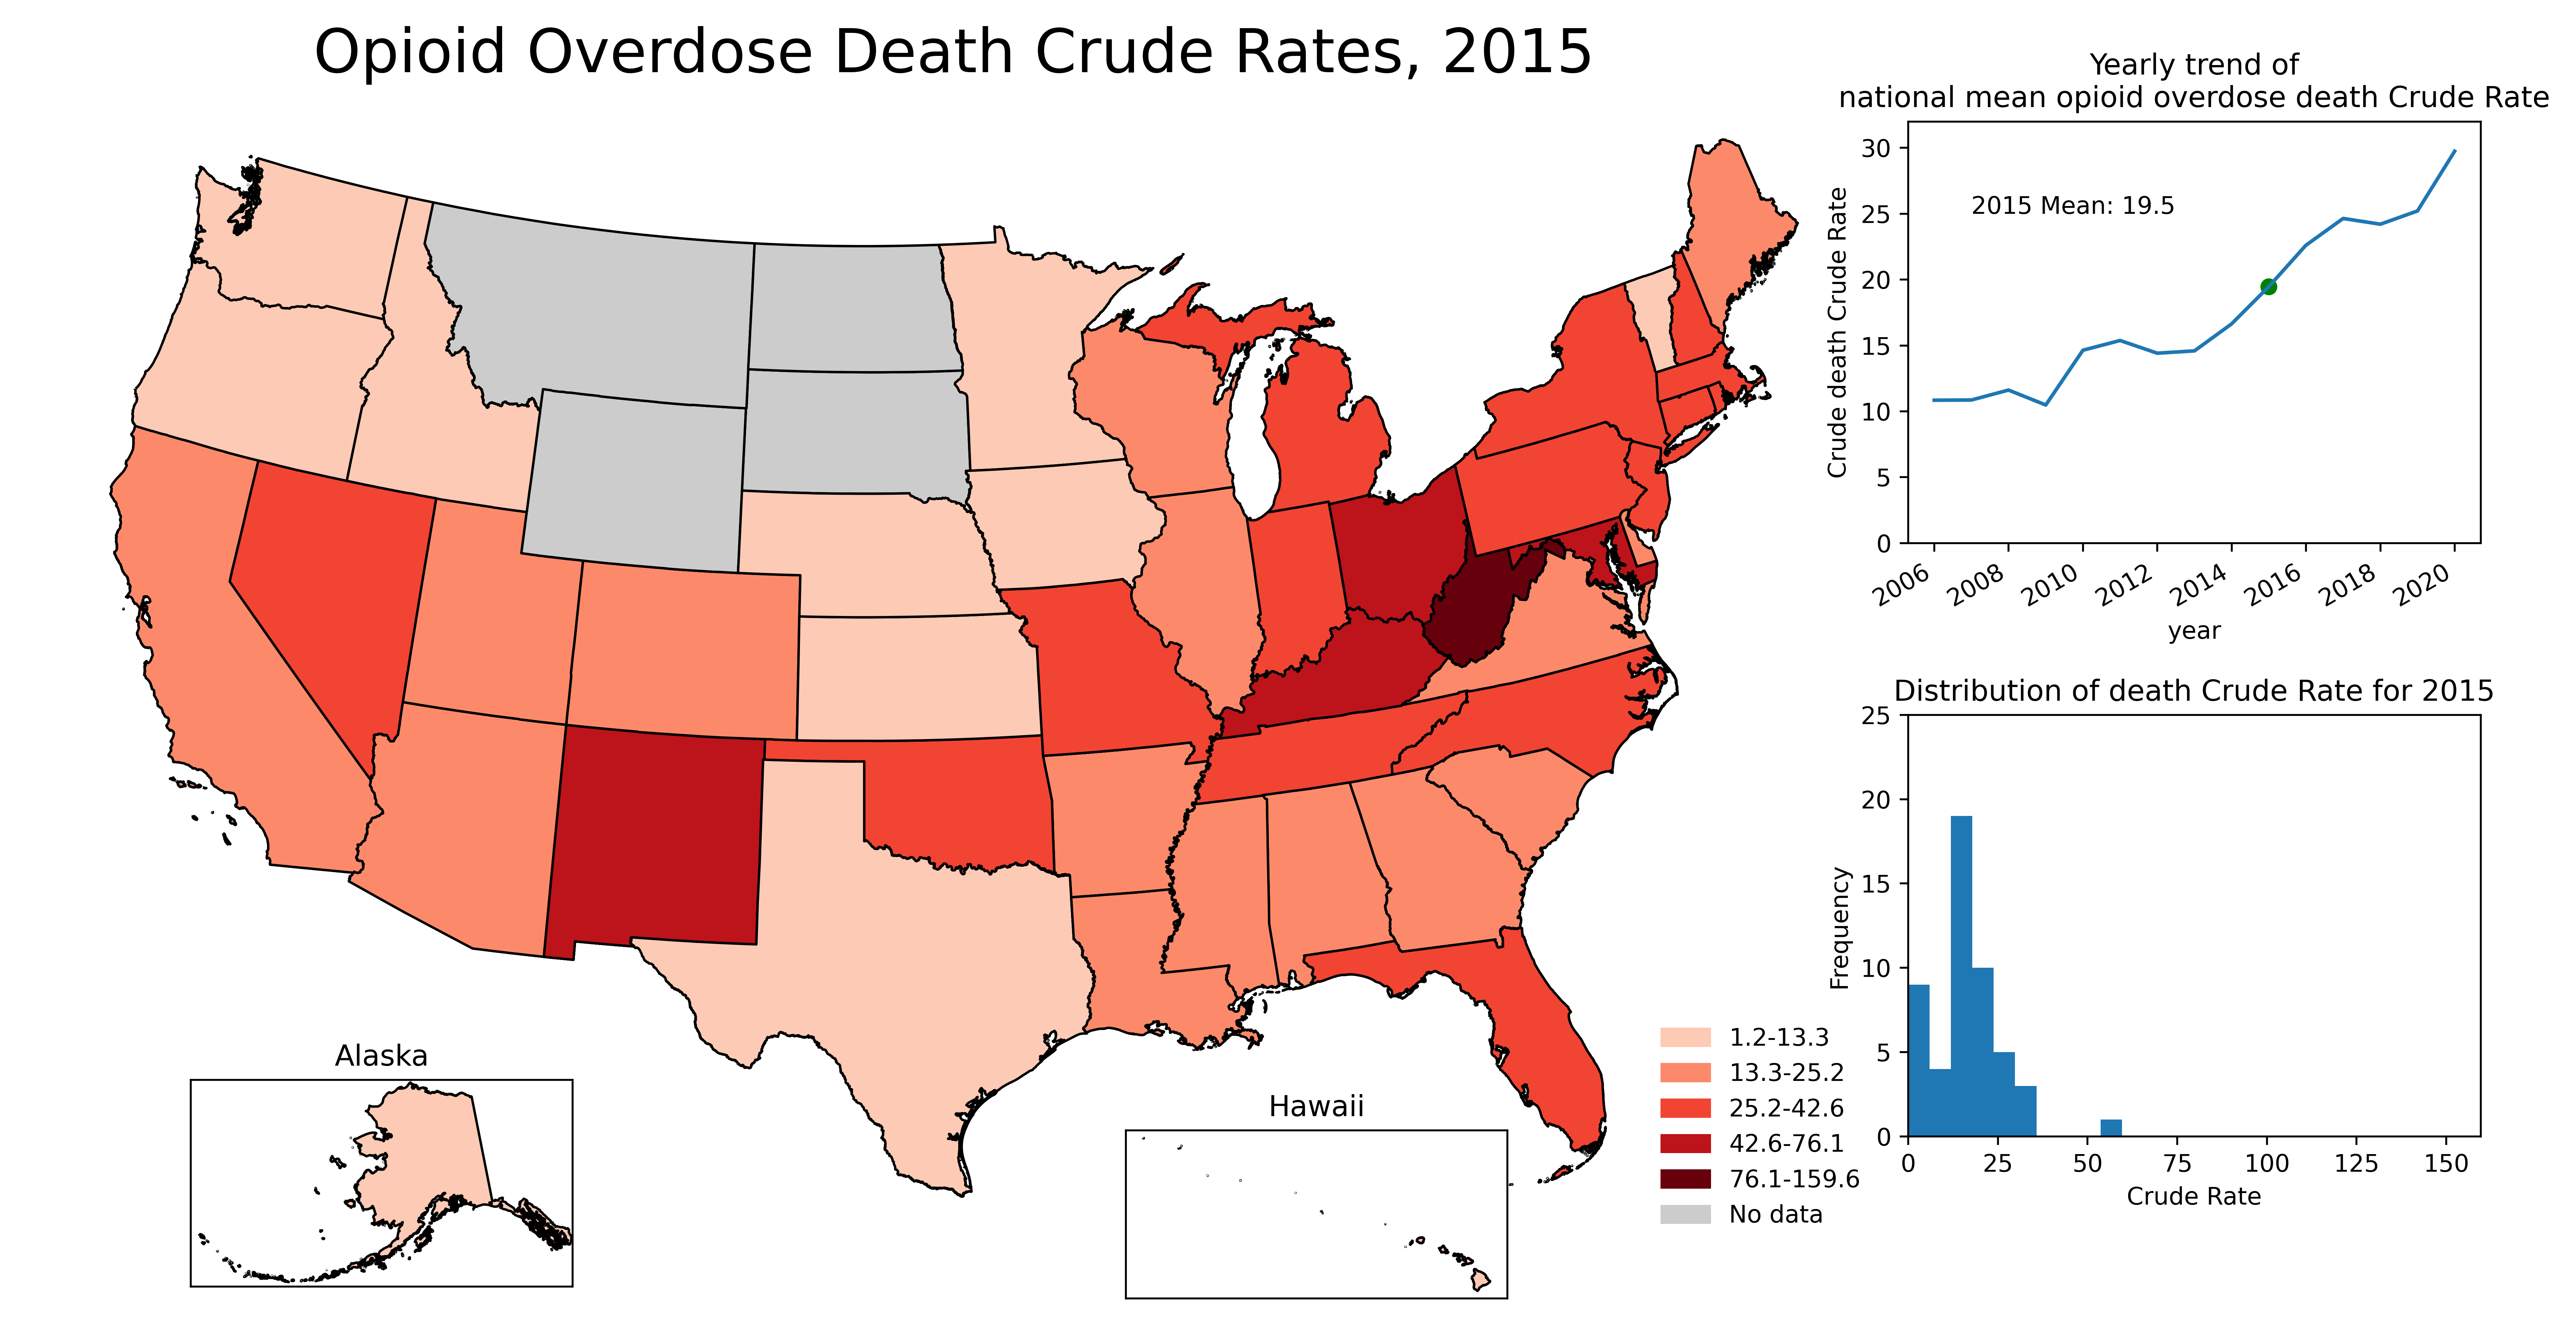 Opioid Overdose Death Crude Rates, 2015
Yearly trend of
national mean opioid overdose death Crude Rate
30
25
20
15
10
5
0
Crude death Crude Rate
2015 Mean: 19.5
2006
2008
2010
2012
2014
2016
2018
2020
year
Distribution of death Crude Rate for 2015
25
20
15
10
5
0
Frequency
0
25
50
75
100
125
150
Crude Rate
Alaska
Hawaii
1.2-13.3
13.3-25.2
25.2-42.6
42.6-76.1
76.1-159.6
No data